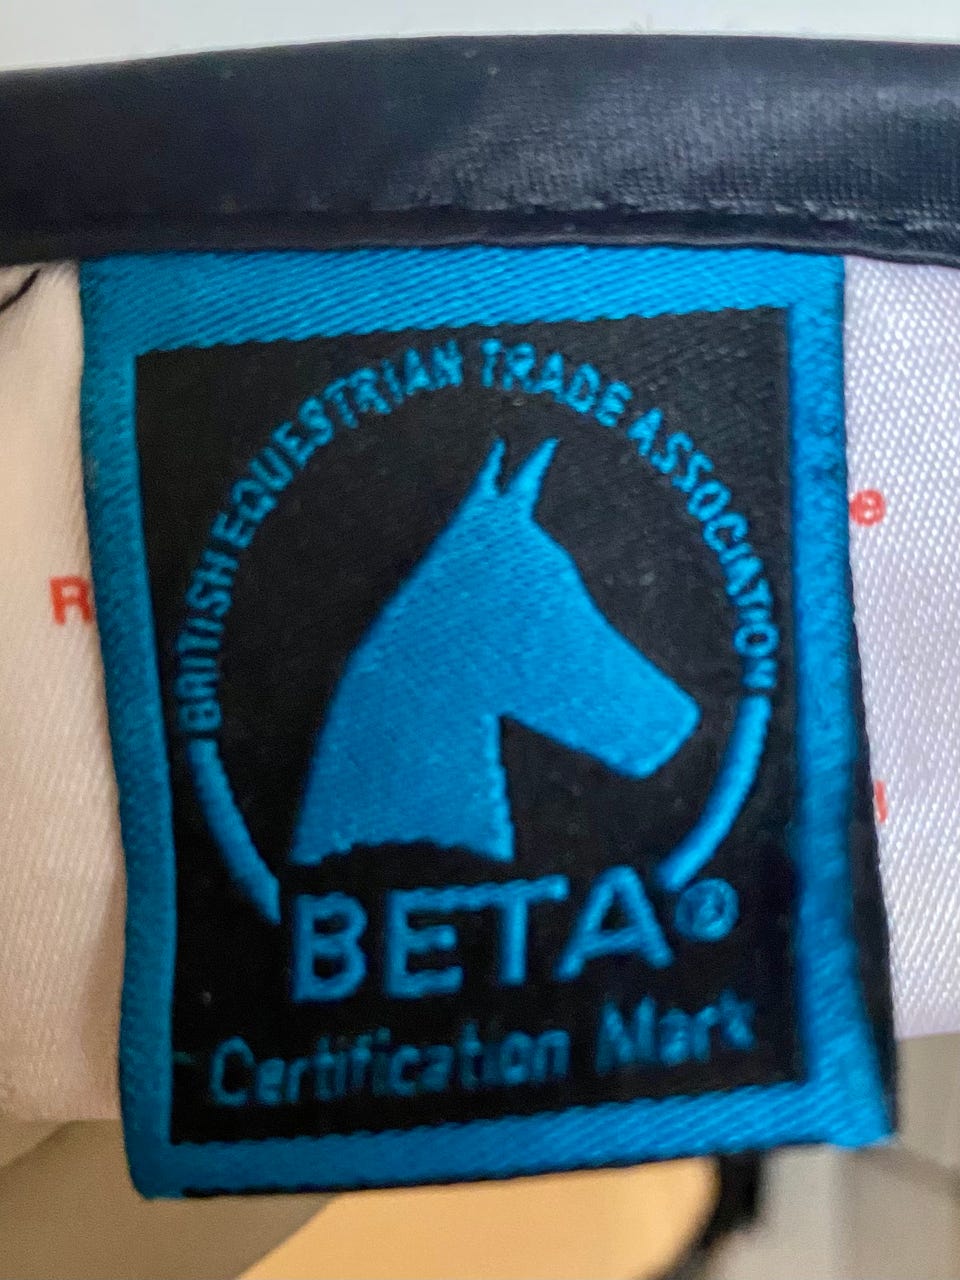 BRITISH EQUESTRIAN TRADE ASSOCIATION
e
R
BETA®
Certification Mark